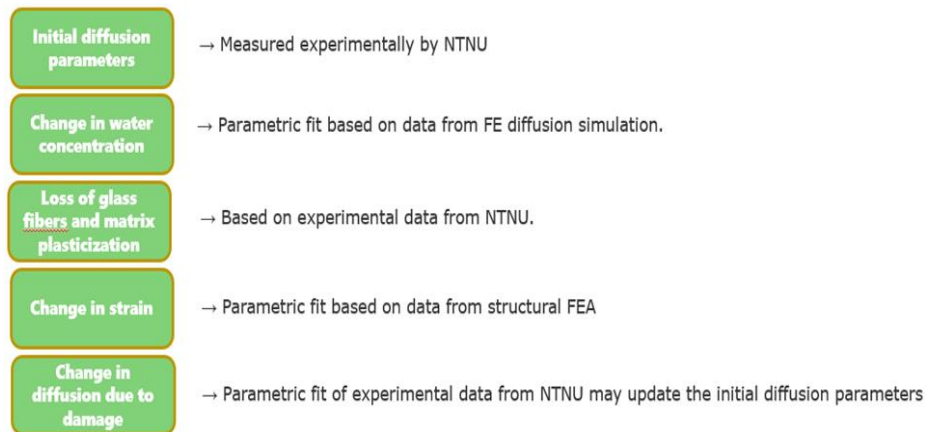 Initial diffusion
parameters
→ Measured experimentally by NTNU
Change in water
concentration
→ Parametric fit based on data from FE diffusion simulation.
Loss of glass
fibers and matrix
plasticization
→ Based on experimental data from NTNU.
Change in strain
→ Parametric fit based on data from structural FEA
Change in
diffusion due to
damage
→ Parametric fit of experimental data from NTNU may update the initial diffusion parameters